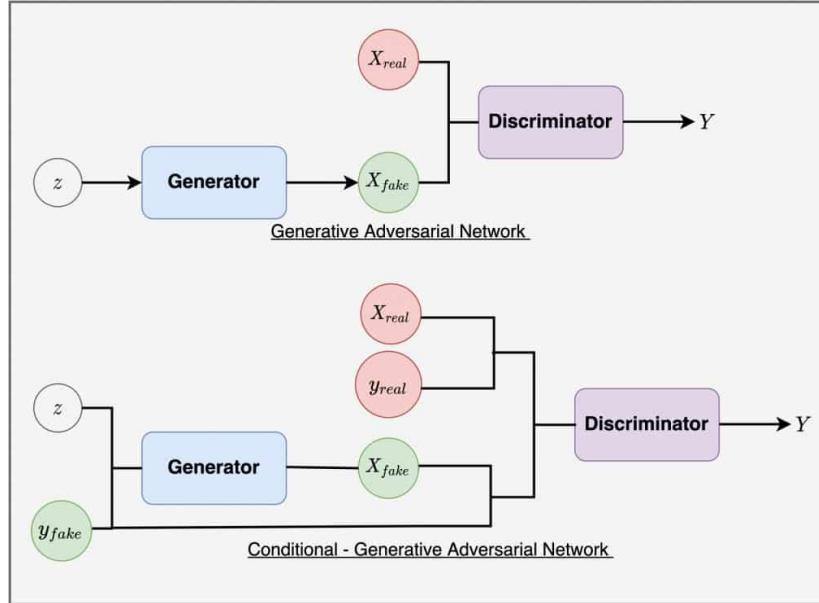 X_real
Discriminator
Y
z
Generator
X_fake
Generative Adversarial Network
X_real
y_real
z
Discriminator
Y
Generator
X_fake
y_fake
Conditional - Generative Adversarial Network